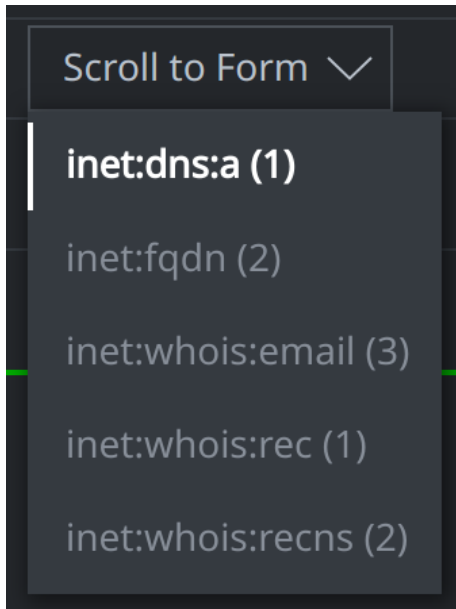 Scroll to Form
inet:dns:a (1)
inet:fqdn (2)
inet:whois:email (3)
inet:whois:rec (1)
inet:whois:recns (2)